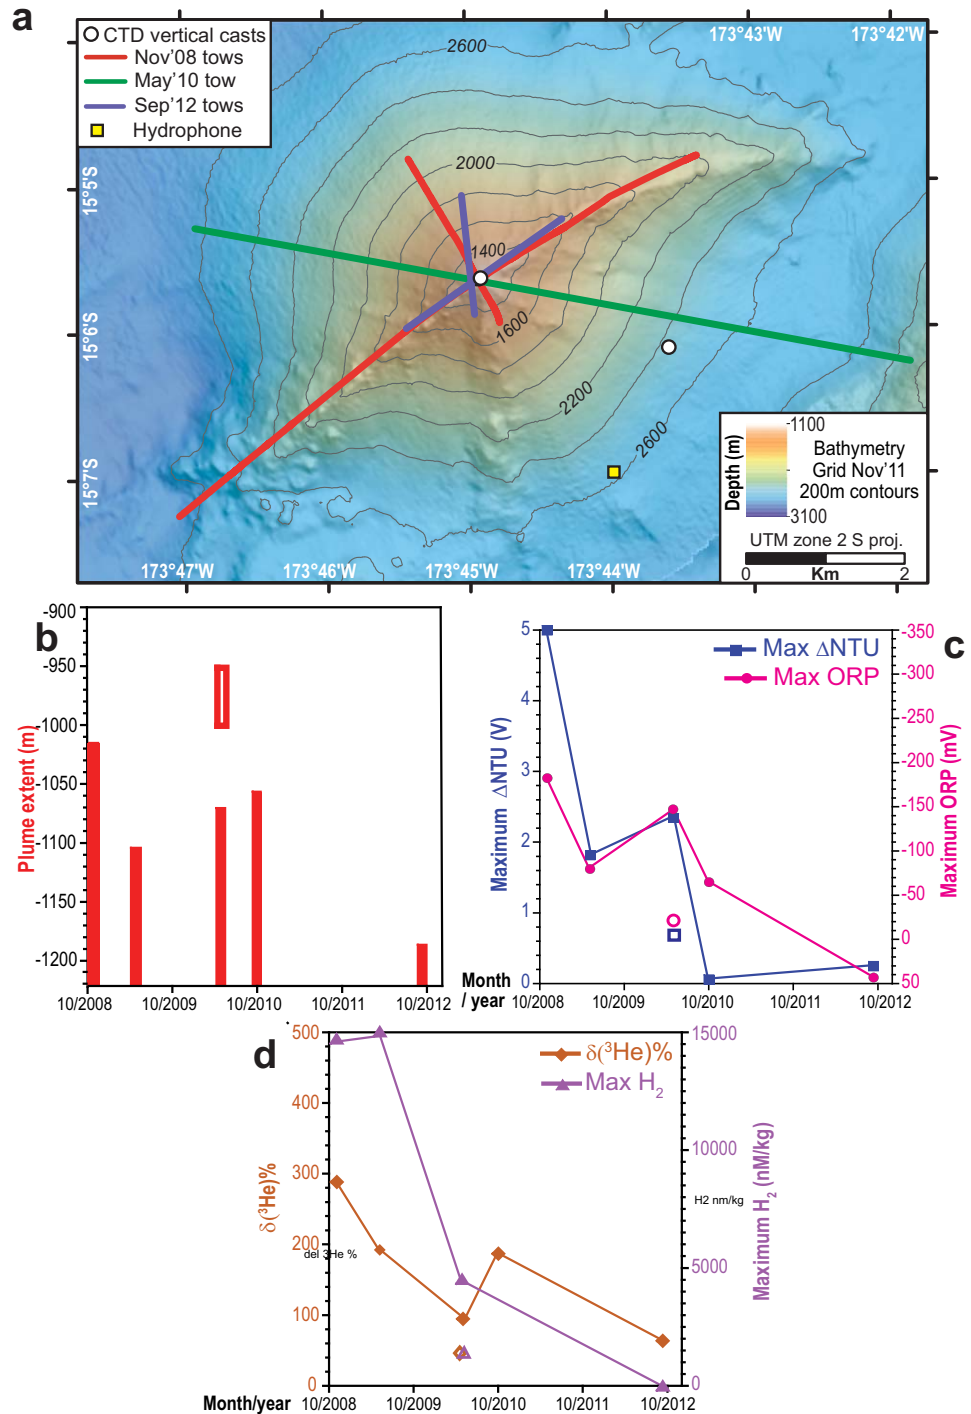 a
CTD vertical casts
Nov'08 tows
May'10 tow
Sep'12 tows
Hydrophone
173°43'W
173°42'W
2600
2000
1400
1600
2200
2600
15°5'S
15°6'S
15°7'S
173°47'W
173°46'W
173°45'W
173°44'W
Depth (m)
1100
3100
Bathymetry
Grid Nov'11
200m contours
UTM zone 2 S proj.
0
Km
2
b
Plume extent (m)
-900
-950
-1000
-1050
-1100
-1150
-1200
10/2008
10/2009
10/2010
10/2011
10/2012
c
Max ΔNTU
Max ORP
Maximum ΔNTU (V)
5
4
3
2
1
0
Maximum ORP (mV)
-350
-300
-250
-200
-150
-100
-50
0
50
Month
/ year
10/2008
10/2009
10/2010
10/2011
10/2012
d
δ(³He)%
Max H₂
δ(³He)%
del 3He %
500
400
300
200
100
0
Maximum H₂ (nM/kg)
H2 nm/kg
15000
10000
5000
0
Month/year
10/2008
10/2009
10/2010
10/2011
10/2012